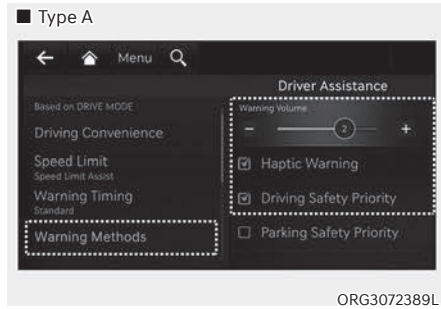 ■ Type A
Menu
Driver Assistance
Based on DRIVE MODE
Driving Convenience
Speed Limit
Speed Limit Assist
Warning Timing
Standard
Warning Methods
Warning Volume
− 2 +
Haptic Warning
Driving Safety Priority
Parking Safety Priority
ORG3072389L